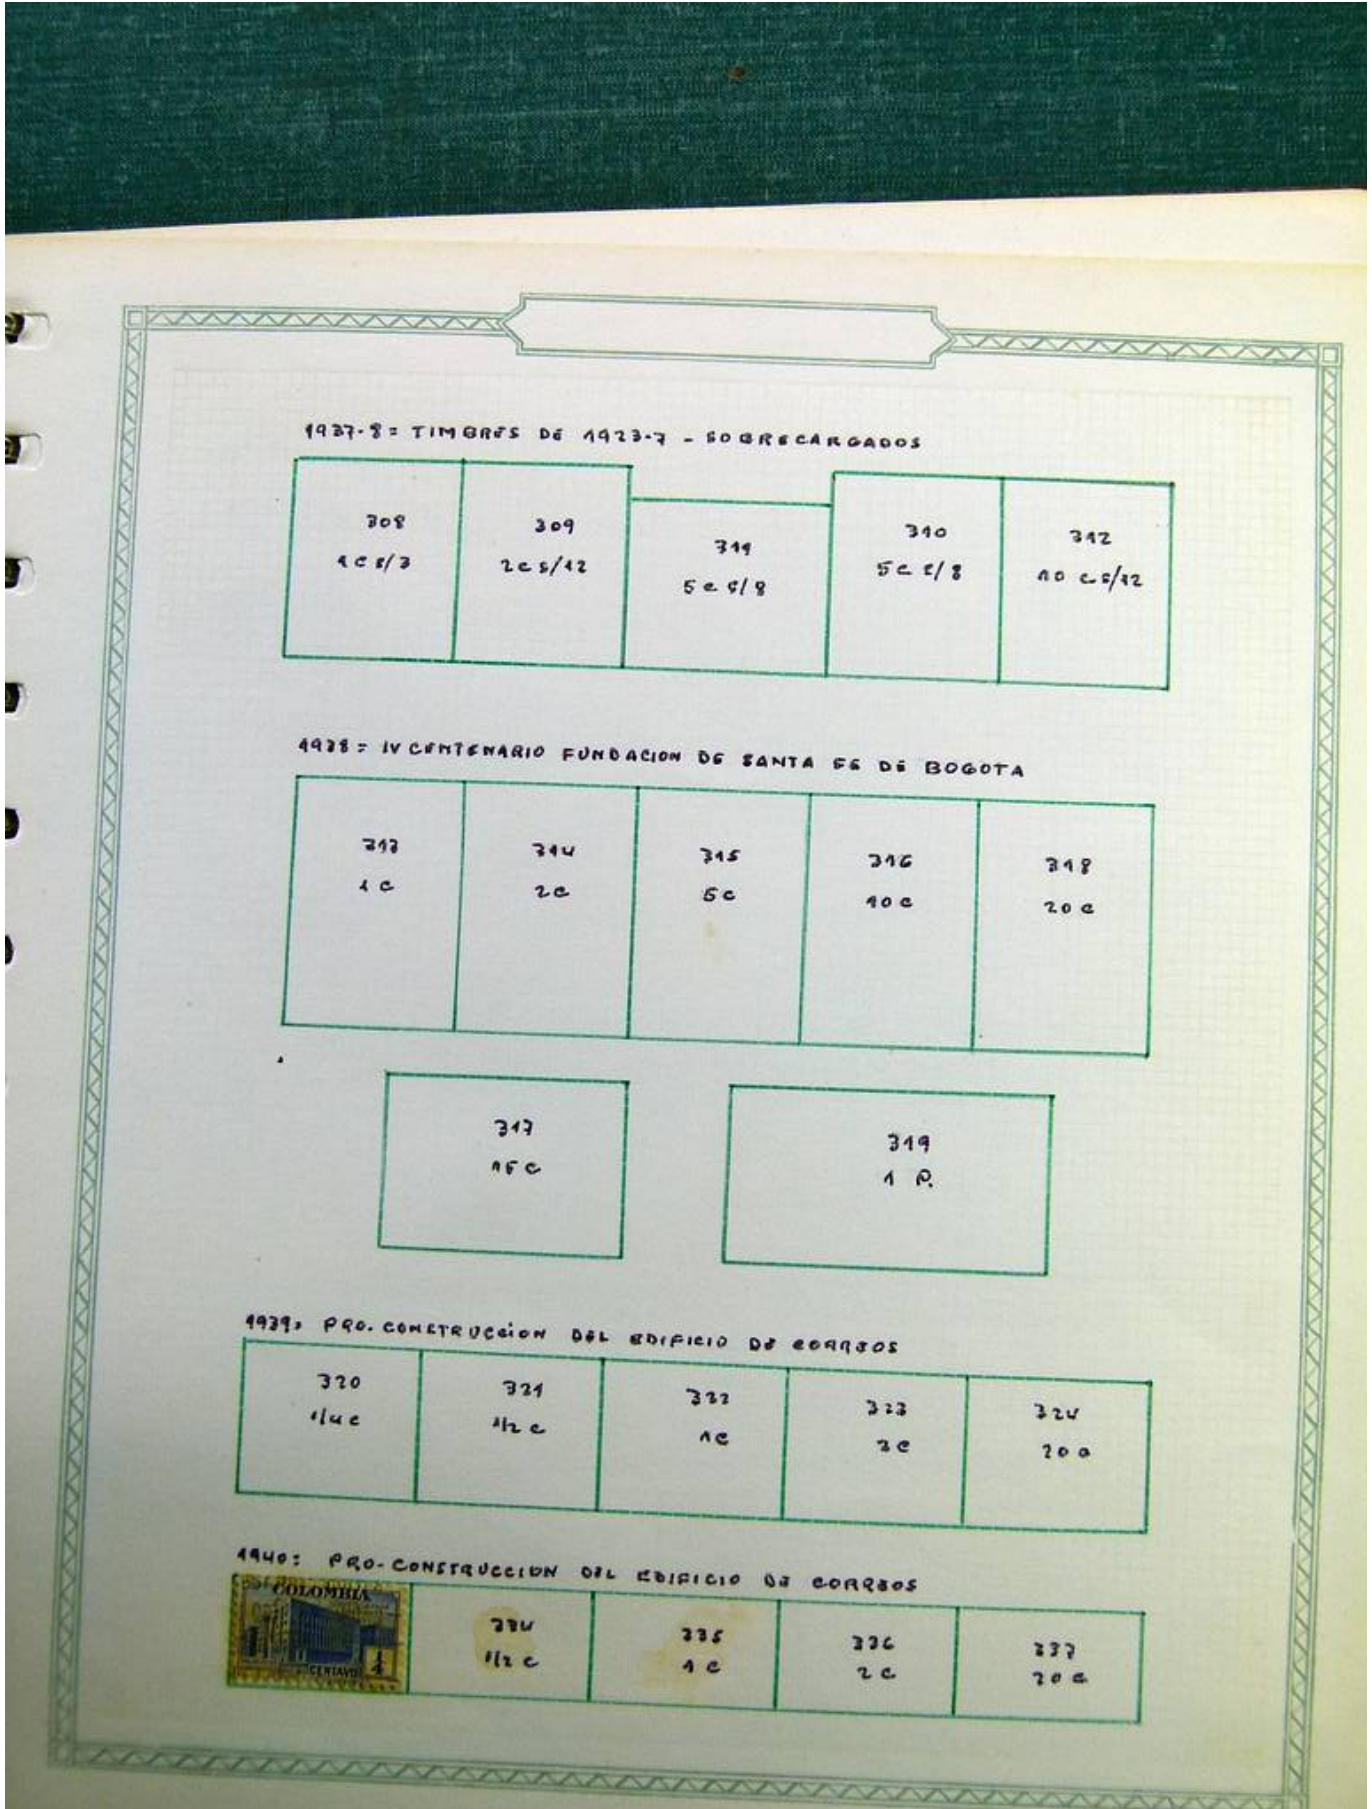 1937-8= TIMBRES DE 1923-7 - SOBRECARGADOS
308 309 311 310 312
1 c s/3 2 c s/12 5 c s/8 5 c s/8 10 c s/12
1938= IV CENTENARIO FUNDACION DE SANTA FE DE BOGOTA
313 314 315 316 318
1 c 2 c 5 c 10 c 20 c
317 319
15 c 1 P.
1939= PRO-CONSTRUCCION DEL EDIFICIO DE CORREOS
320 321 322 323 324
1/4 c 1/2 c 1 c 2 c 20 c
1940: PRO-CONSTRUCCION DEL EDIFICIO DE CORREOS
COLOMBIA
CENTAVO 1/4
334 335 336 337
1/2 c 1 c 2 c 20 c